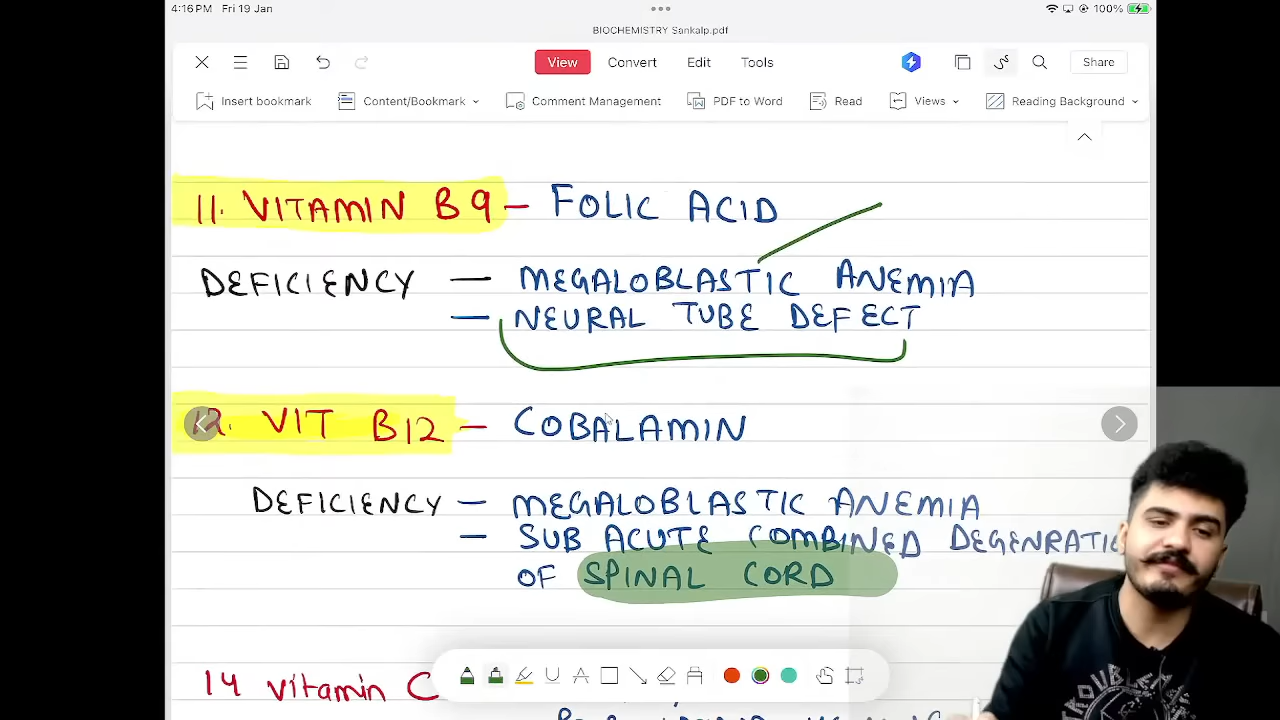 4:16 PM Fri 19 Jan
100%
BIOCHEMISTRY Sankalp.pdf
View Convert Edit Tools Share
Insert bookmark Content/Bookmark Comment Management PDF to Word Read Views Reading Background
11. VITAMIN B9 - FOLIC ACID
DEFICIENCY - MEGALOBLASTIC ANEMIA
- NEURAL TUBE DEFECT
12. VIT B12 - COBALAMIN
DEFICIENCY - MEGALOBLASTIC ANEMIA
- SUB ACUTE COMBINED
OF SPINAL CORD
14 Vitamin C